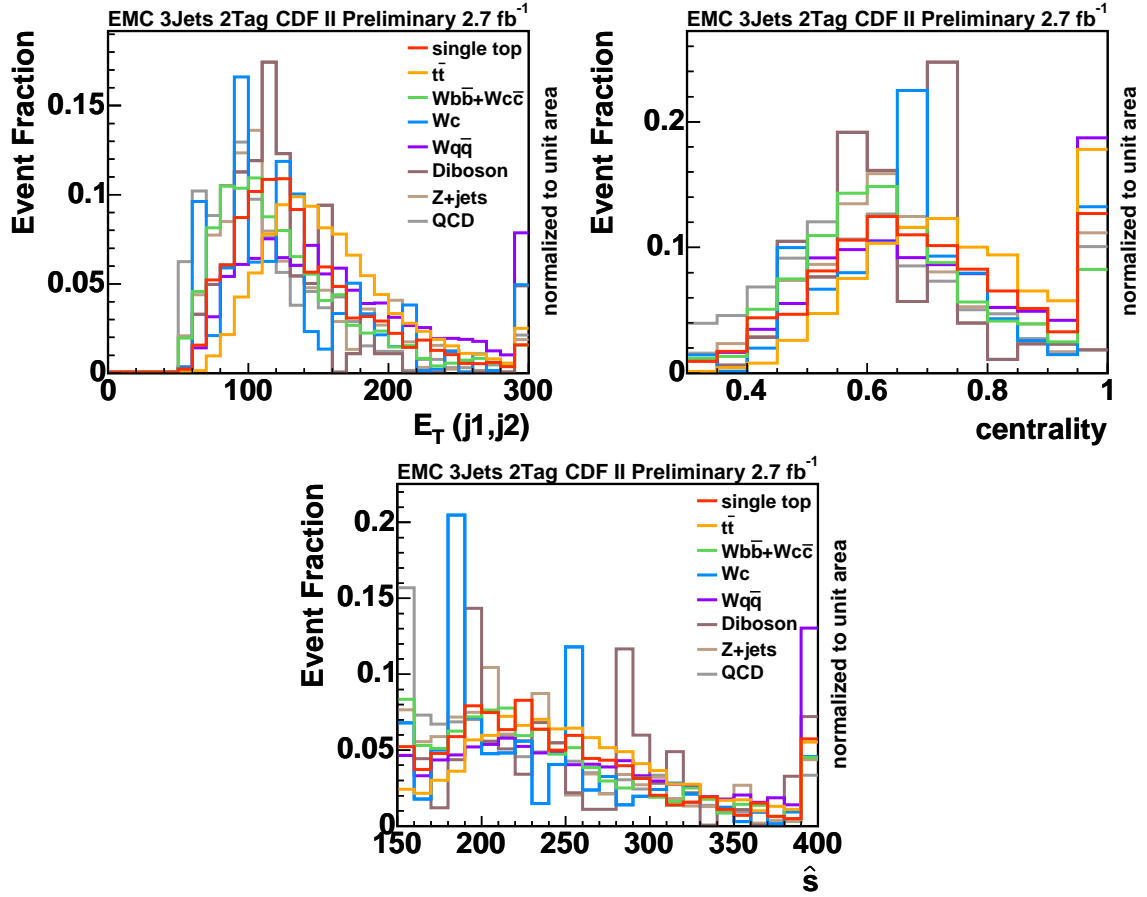 EMC 3Jets 2Tag CDF II Preliminary 2.7 fb⁻¹
Event Fraction
0.15
0.1
0.05
0
0 100 200 300
E_T (j1,j2)
single top
tt̄
Wbb̄+Wcc̄
Wc
Wqq̄
Diboson
Z+jets
QCD
normalized to unit area
EMC 3Jets 2Tag CDF II Preliminary 2.7 fb⁻¹
Event Fraction
0.2
0.1
0
0.4 0.6 0.8 1
centrality
normalized to unit area
EMC 3Jets 2Tag CDF II Preliminary 2.7 fb⁻¹
Event Fraction
0.2
0.15
0.1
0.05
0
150 200 250 300 350 400
ŝ
single top
tt̄
Wbb̄+Wcc̄
Wc
Wqq̄
Diboson
Z+jets
QCD
normalized to unit area